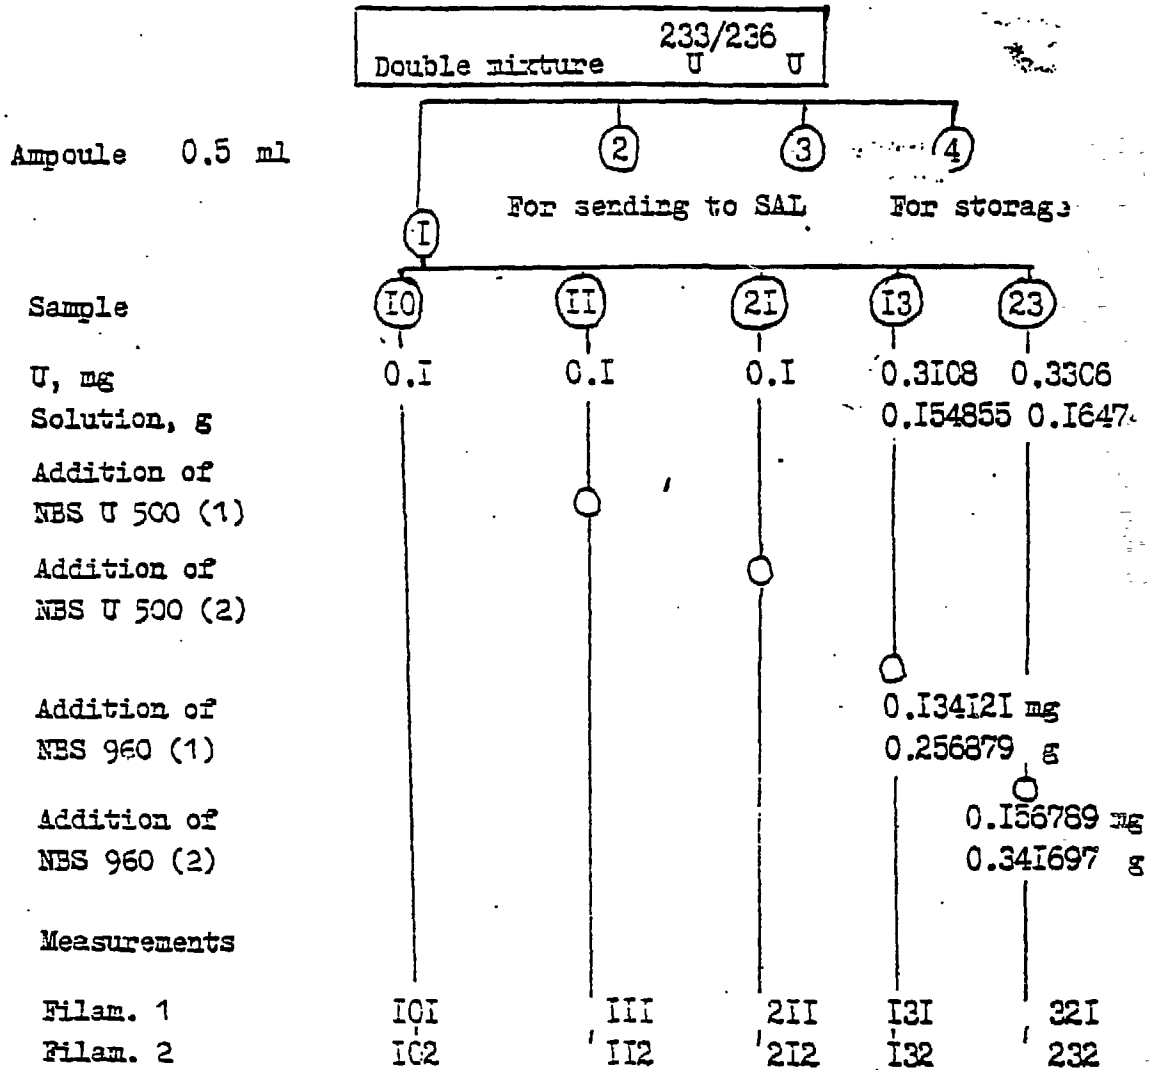 233/236
Double mixture U U
Ampoule 0.5 ml
2 3 4
For sending to SAL For storage
I
Sample I0 II 2I I3 23
U, mg 0.I 0.I 0.I 0.3I08 0.33C6
Solution, g 0.I54855 0.I647
Addition of
NBS U 500 (1)
Addition of
NBS U 500 (2)
Addition of 0.I34I2I mg
NBS 960 (1) 0.256879 g
Addition of 0.I56789 mg
NBS 960 (2) 0.34I697 g
Measurements
Filam. 1 I0I III 2II I3I 32I
Filam. 2 I02 II2 2I2 I32 232